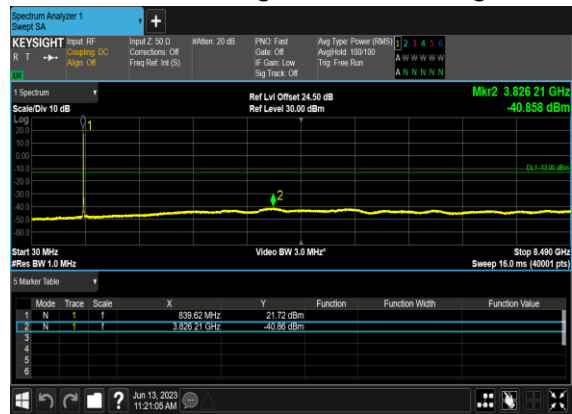 Spectrum Analyzer 1
Swept SA
+
KEYSIGHT Input: RF Input Z: 50 Ω #Atten: 20 dB PNO: Fast Avg Type: Power (RMS) 1 2 3 4 5 6
R T Coupling: DC Corrections: Off Gate: Off Avg|Hold: 100/100 A W W W W W
Align: Off Freq Ref: Int (S) IF Gain: Low Trig: Free Run
Sig Track: Off A N N N N N
1 Spectrum
Ref Lvl Offset 24.50 dB Mkr2 3.826 21 GHz
Scale/Div 10 dB Ref Level 30.00 dBm -40.858 dBm
Log
1
20.0
10.0
0.00
-10.0
DL1 -13.00 dBm
-20.0
-30.0
2
-40.0
-50.0
-60.0
Start 30 MHz Video BW 3.0 MHz* Stop 8.490 GHz
#Res BW 1.0 MHz Sweep 16.0 ms (40001 pts)
5 Marker Table
Mode Trace Scale X Y Function Function Width Function Value
1 N 1 f 839.62 MHz 21.72 dBm
2 N 1 f 3.826 21 GHz -40.86 dBm
3
4
5
6
? Jun 13, 2023
11:21:05 AM